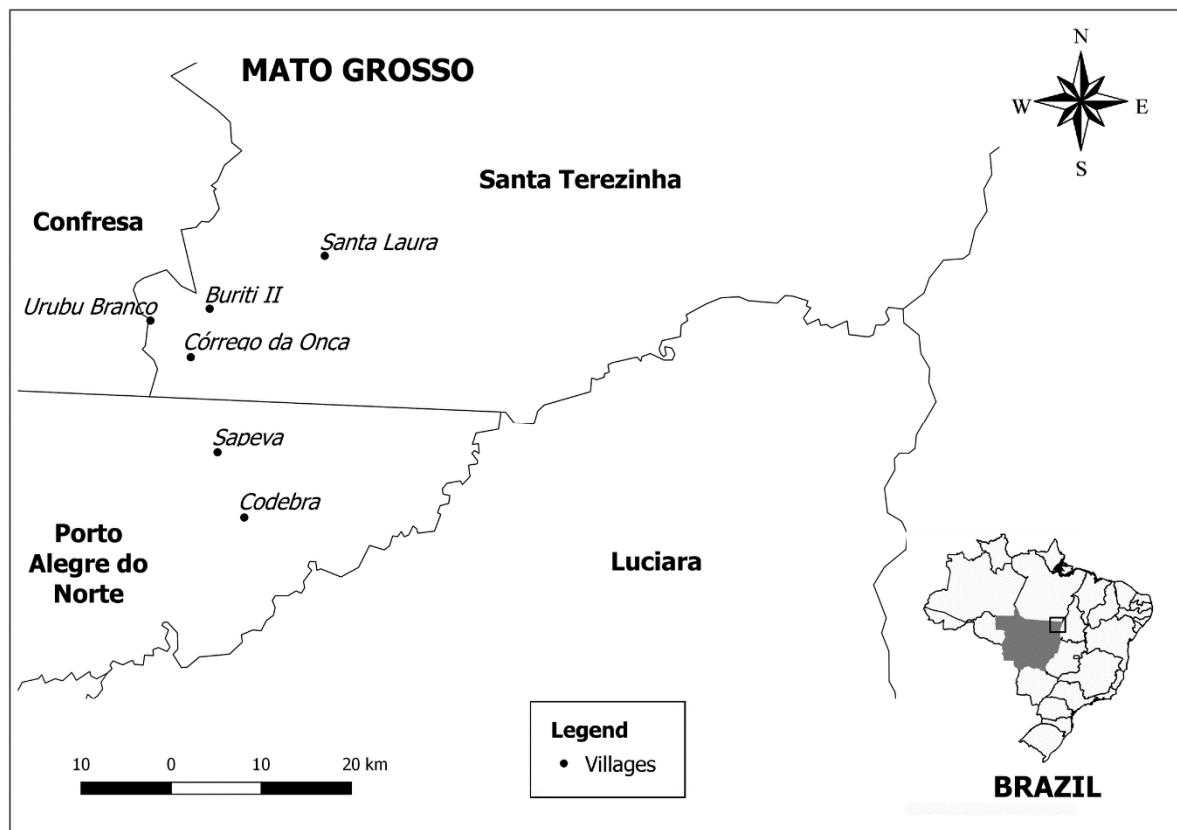 MATO GROSSO
N
W E
S
Santa Terezinha
Confresa
Santa Laura
Buriti II
Urubu Branco
Córrego da Onca
Sapeva
Codebra
Porto
Alegre do
Norte
Luciara
Legend
Villages
10 0 10 20 km
BRAZIL